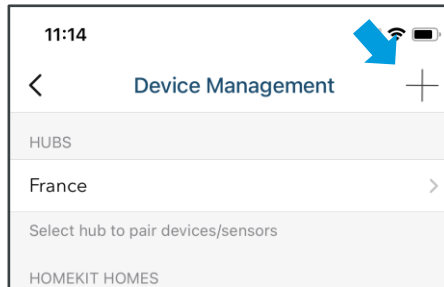 11:14
Device Management
HUBS
France
Select hub to pair devices/sensors
HOMEKIT HOMES